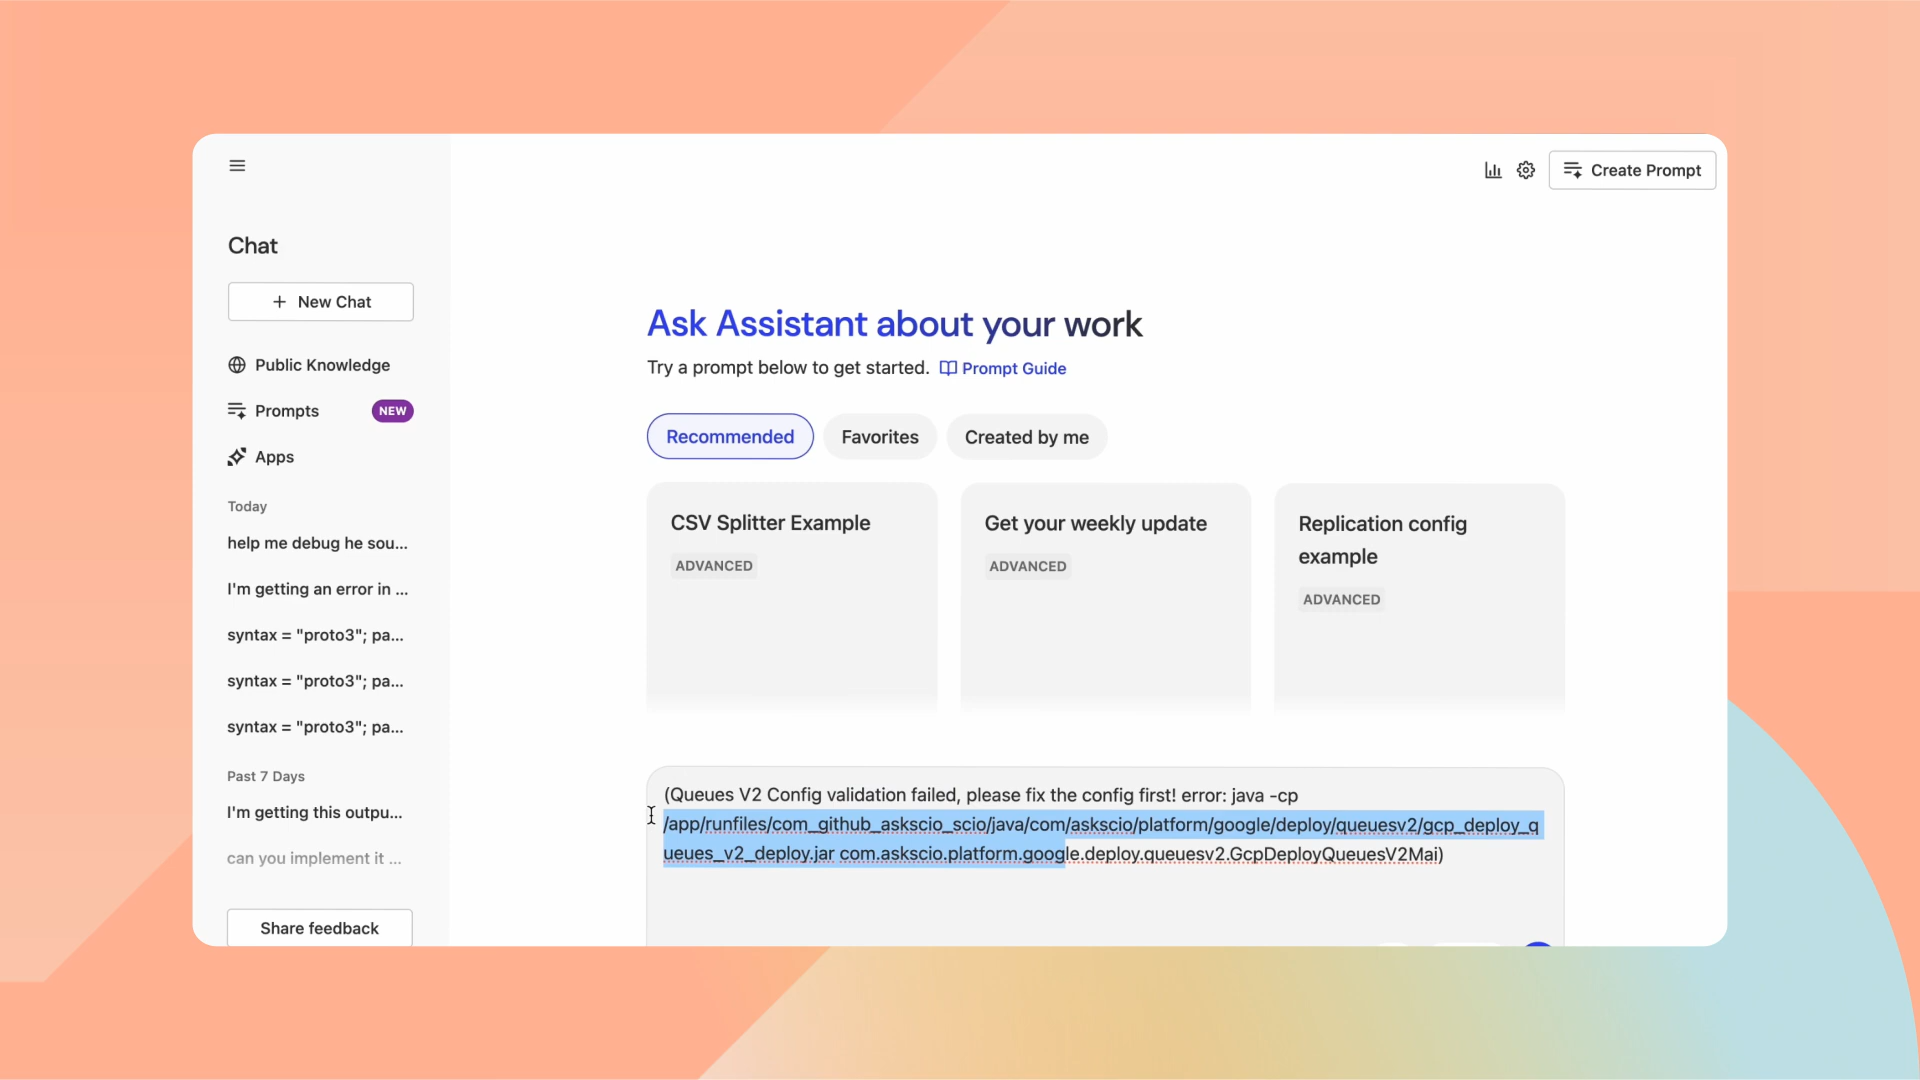 Create Prompt
Chat
+ New Chat
Public Knowledge
Prompts NEW
Apps
Today
help me debug he sou...
I'm getting an error in ...
syntax = "proto3"; pa...
syntax = "proto3"; pa...
syntax = "proto3"; pa...
Past 7 Days
I'm getting this outpu...
can you implement it ...
Share feedback
Ask Assistant about your work
Try a prompt below to get started. Prompt Guide
Recommended Favorites Created by me
CSV Splitter Example
ADVANCED
Get your weekly update
ADVANCED
Replication config
example
ADVANCED
(Queues V2 Config validation failed, please fix the config first! error: java -cp
/app/runfiles/com_github_askscio_scio/java/com/askscio/platform/google/deploy/queuesv2/gcp_deploy_q
ueues_v2_deploy.jar com.askscio.platform.google.deploy.queuesv2.GcpDeployQueuesV2Mai)